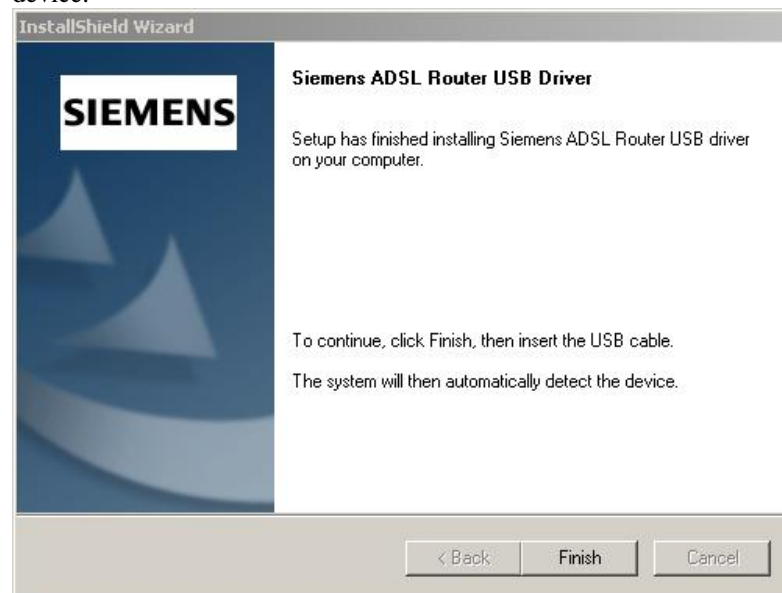 device.
InstallShield Wizard
SIEMENS
Siemens ADSL Router USB Driver
Setup has finished installing Siemens ADSL Router USB driver
on your computer.
To continue, click Finish, then insert the USB cable.
The system will then automatically detect the device.
< Back
Finish
Cancel